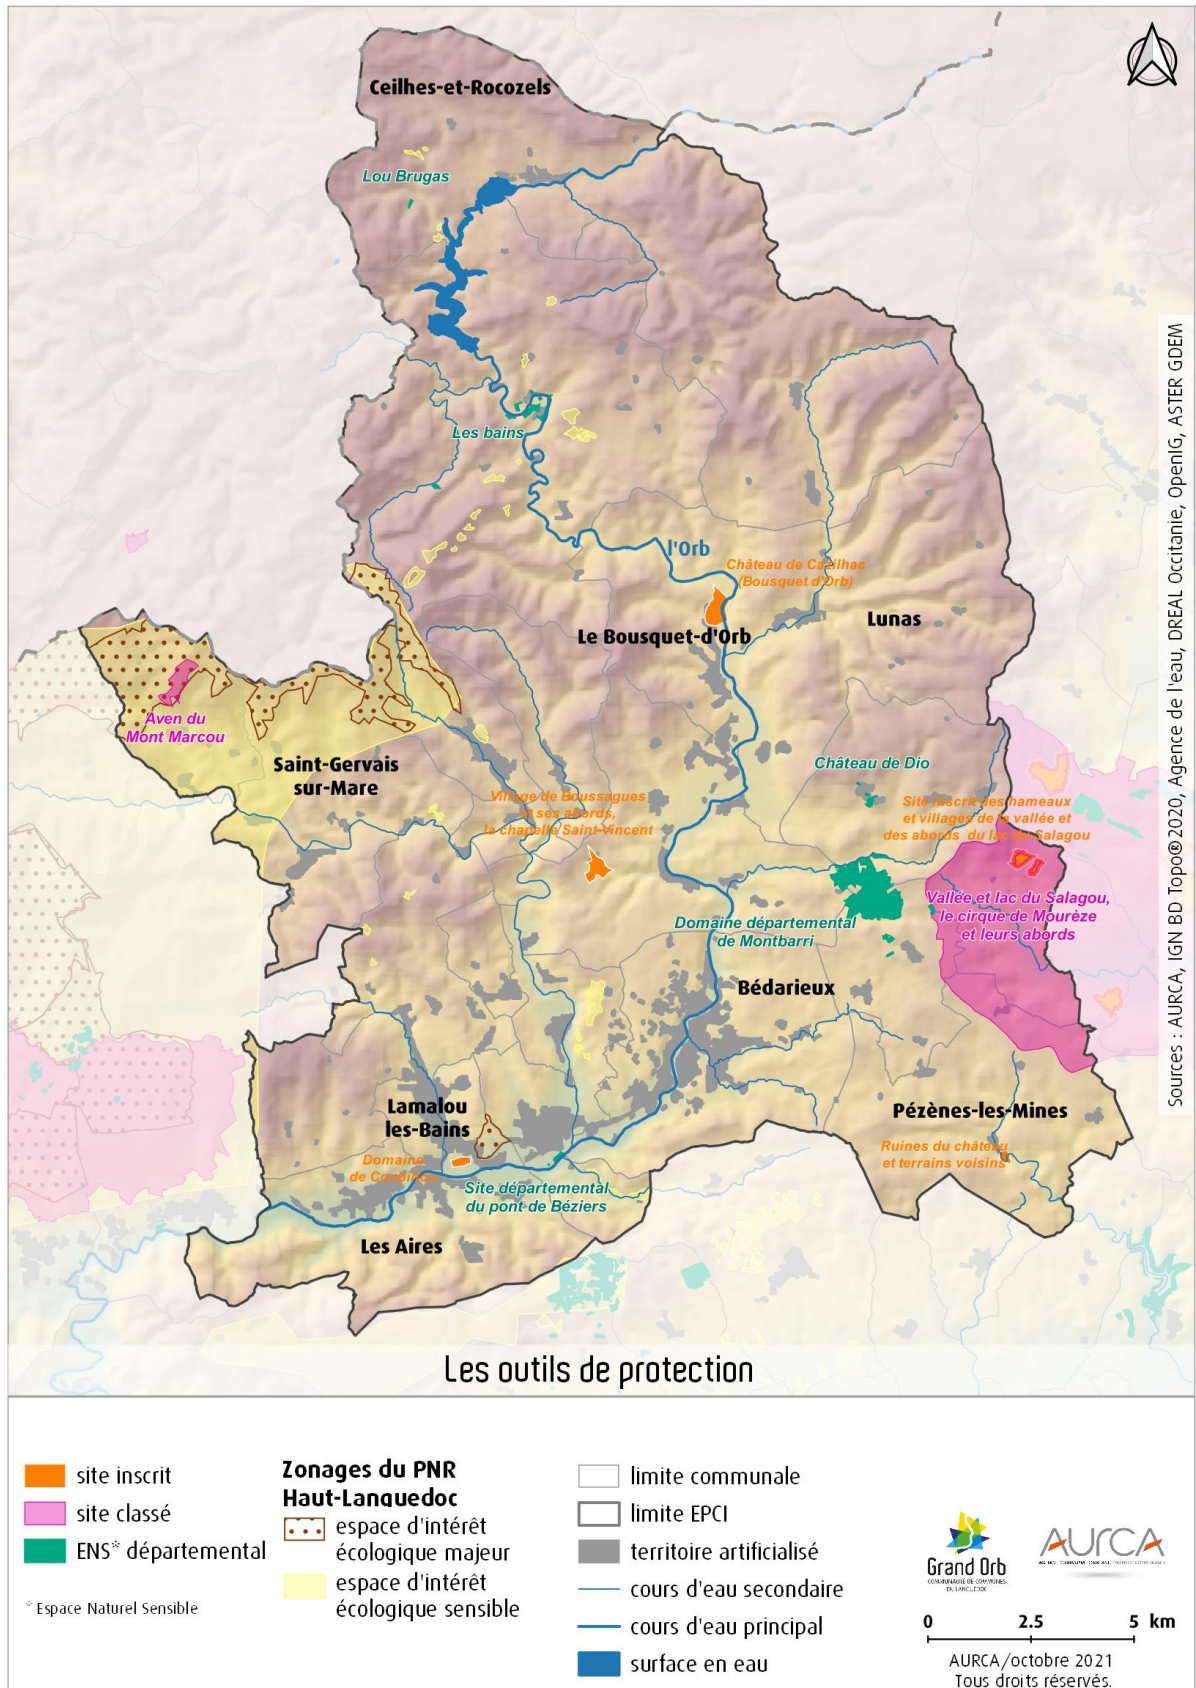 Ceilhes-et-Rocozels
Lou Brugas
Les bains
l'Orb
Château de Cazilhac
(Bousquet d'Orb)
Le Bousquet-d'Orb
Lunas
Aven du
Mont Marcou
Saint-Gervais
sur-Mare
Château de Dio
Village de Boussagues
et ses abords,
la chapelle Saint-Vincent
Site inscrit des hameaux
et villages de la vallée et
des abords du lac du Salagou
Vallée et lac du Salagou,
le cirque de Mourèze
et leurs abords
Domaine départemental
de Montbarri
Bédarieux
Lamalou
les-Bains
Pézènes-les-Mines
Ruines du château
et terrains voisins
Domaine
de
Site départemental
du pont de Béziers
Les Aires
Sources : AURCA, IGN BD Topo®2020, Agence de l'eau, DREAL Occitanie, OpenIG, ASTER GDEM
Les outils de protection
site inscrit
site classé
ENS* départemental
* Espace Naturel Sensible
Zonages du PNR
Haut-Languedoc
espace d'intérêt
écologique majeur
espace d'intérêt
écologique sensible
limite communale
limite EPCI
territoire artificialisé
cours d'eau secondaire
cours d'eau principal
surface en eau
Grand Orb
COMMUNAUTÉ DE COMMUNES
EN LANGUEDOC
AURCA
0 2.5 5 km
AURCA/octobre 2021
Tous droits réservés.